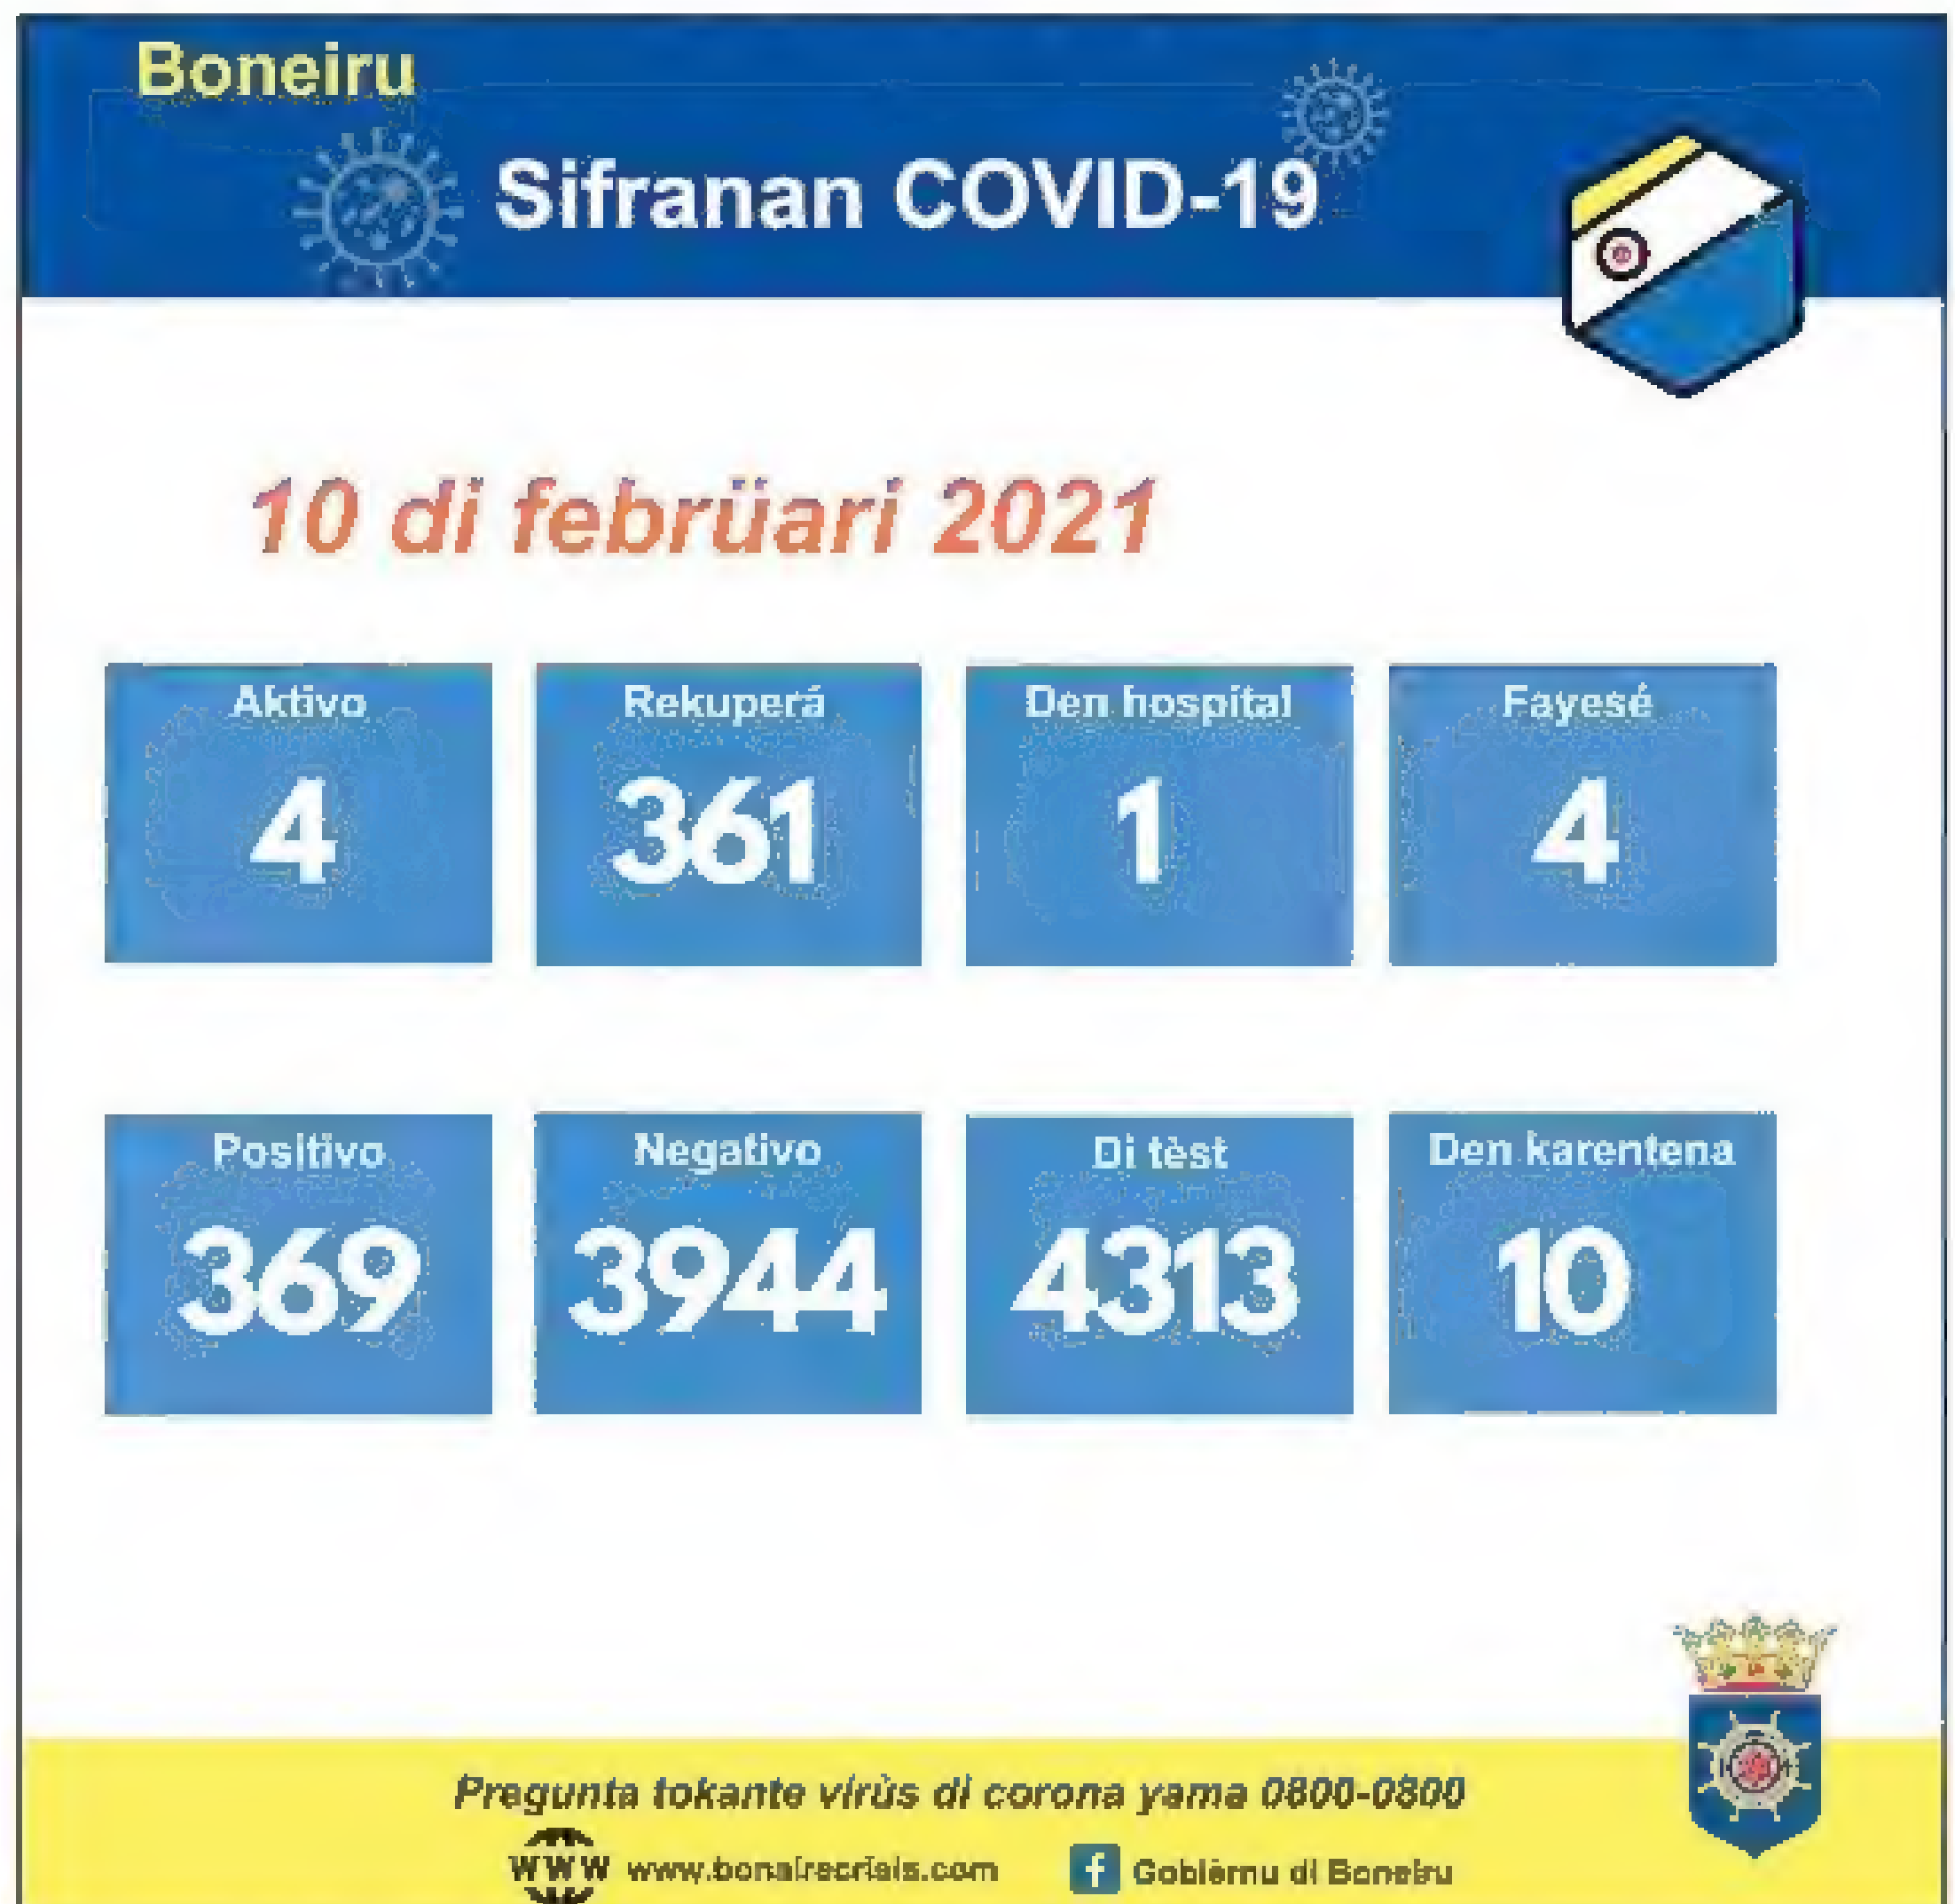 Boneiru
Sifranan COVID-19
10 di febrüari 2021
Aktivo
4
Rekuperá
361
Den hospital
1
Fayesé
4
Positivo
369
Negativo
3944
Di tèst
4313
Den karentena
10
Pregunta tokante virùs di corona yama 0800-0800
WWW www.bonairecrisis.com
f Gobièrnu di Boneiru